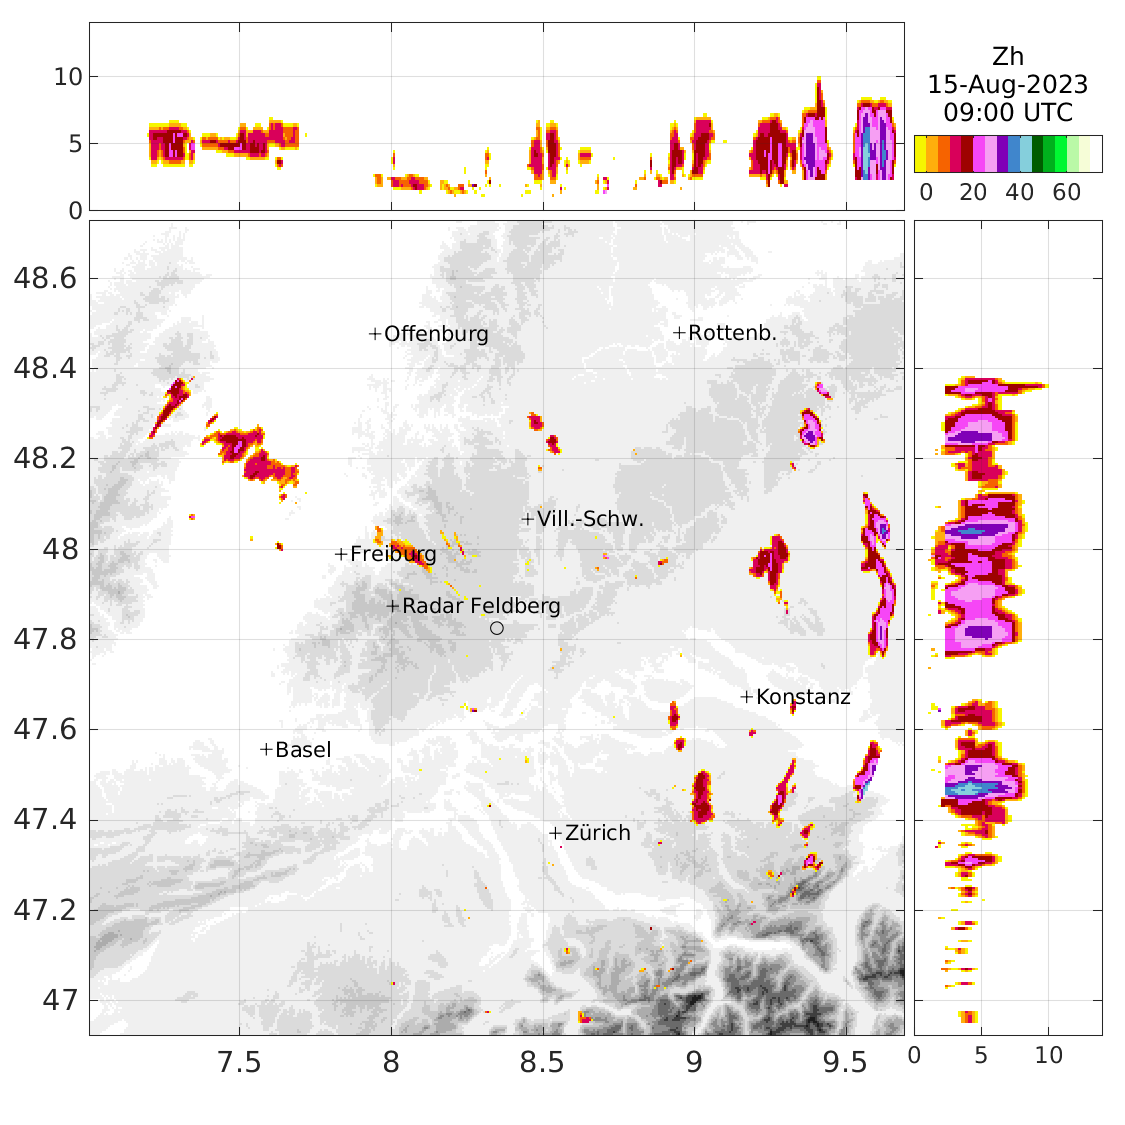 10
5
0
Zh
15-Aug-2023
09:00 UTC
0 20 40 60
48.6
48.4
48.2
48
47.8
47.6
47.4
47.2
47
Offenburg
Rottenb.
Vill.-Schw.
Freiburg
Radar Feldberg
Konstanz
Basel
Zürich
7.5 8 8.5 9 9.5
0 5 10